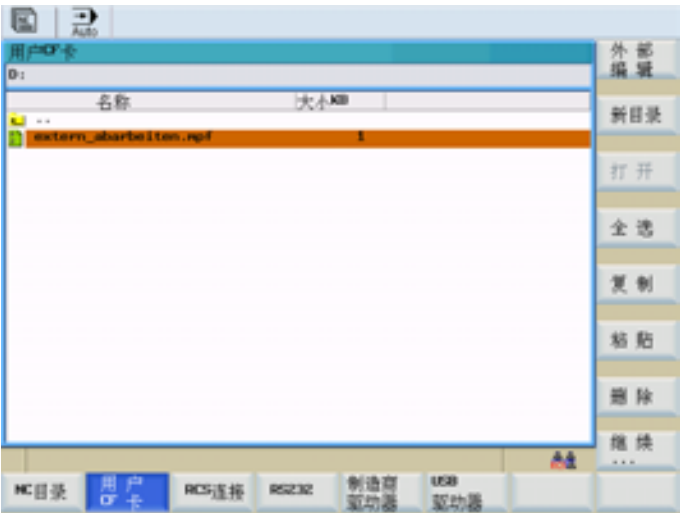 Auto
用户CF卡
D:
名称 大小KB
..
extern_abarbeiten.mpf 1
外部
编辑
新目录
打开
全选
复制
粘贴
删除
继续
...
NC目录
用户
CF卡
RCS连接
RS232
制造商
驱动器
USB
驱动器